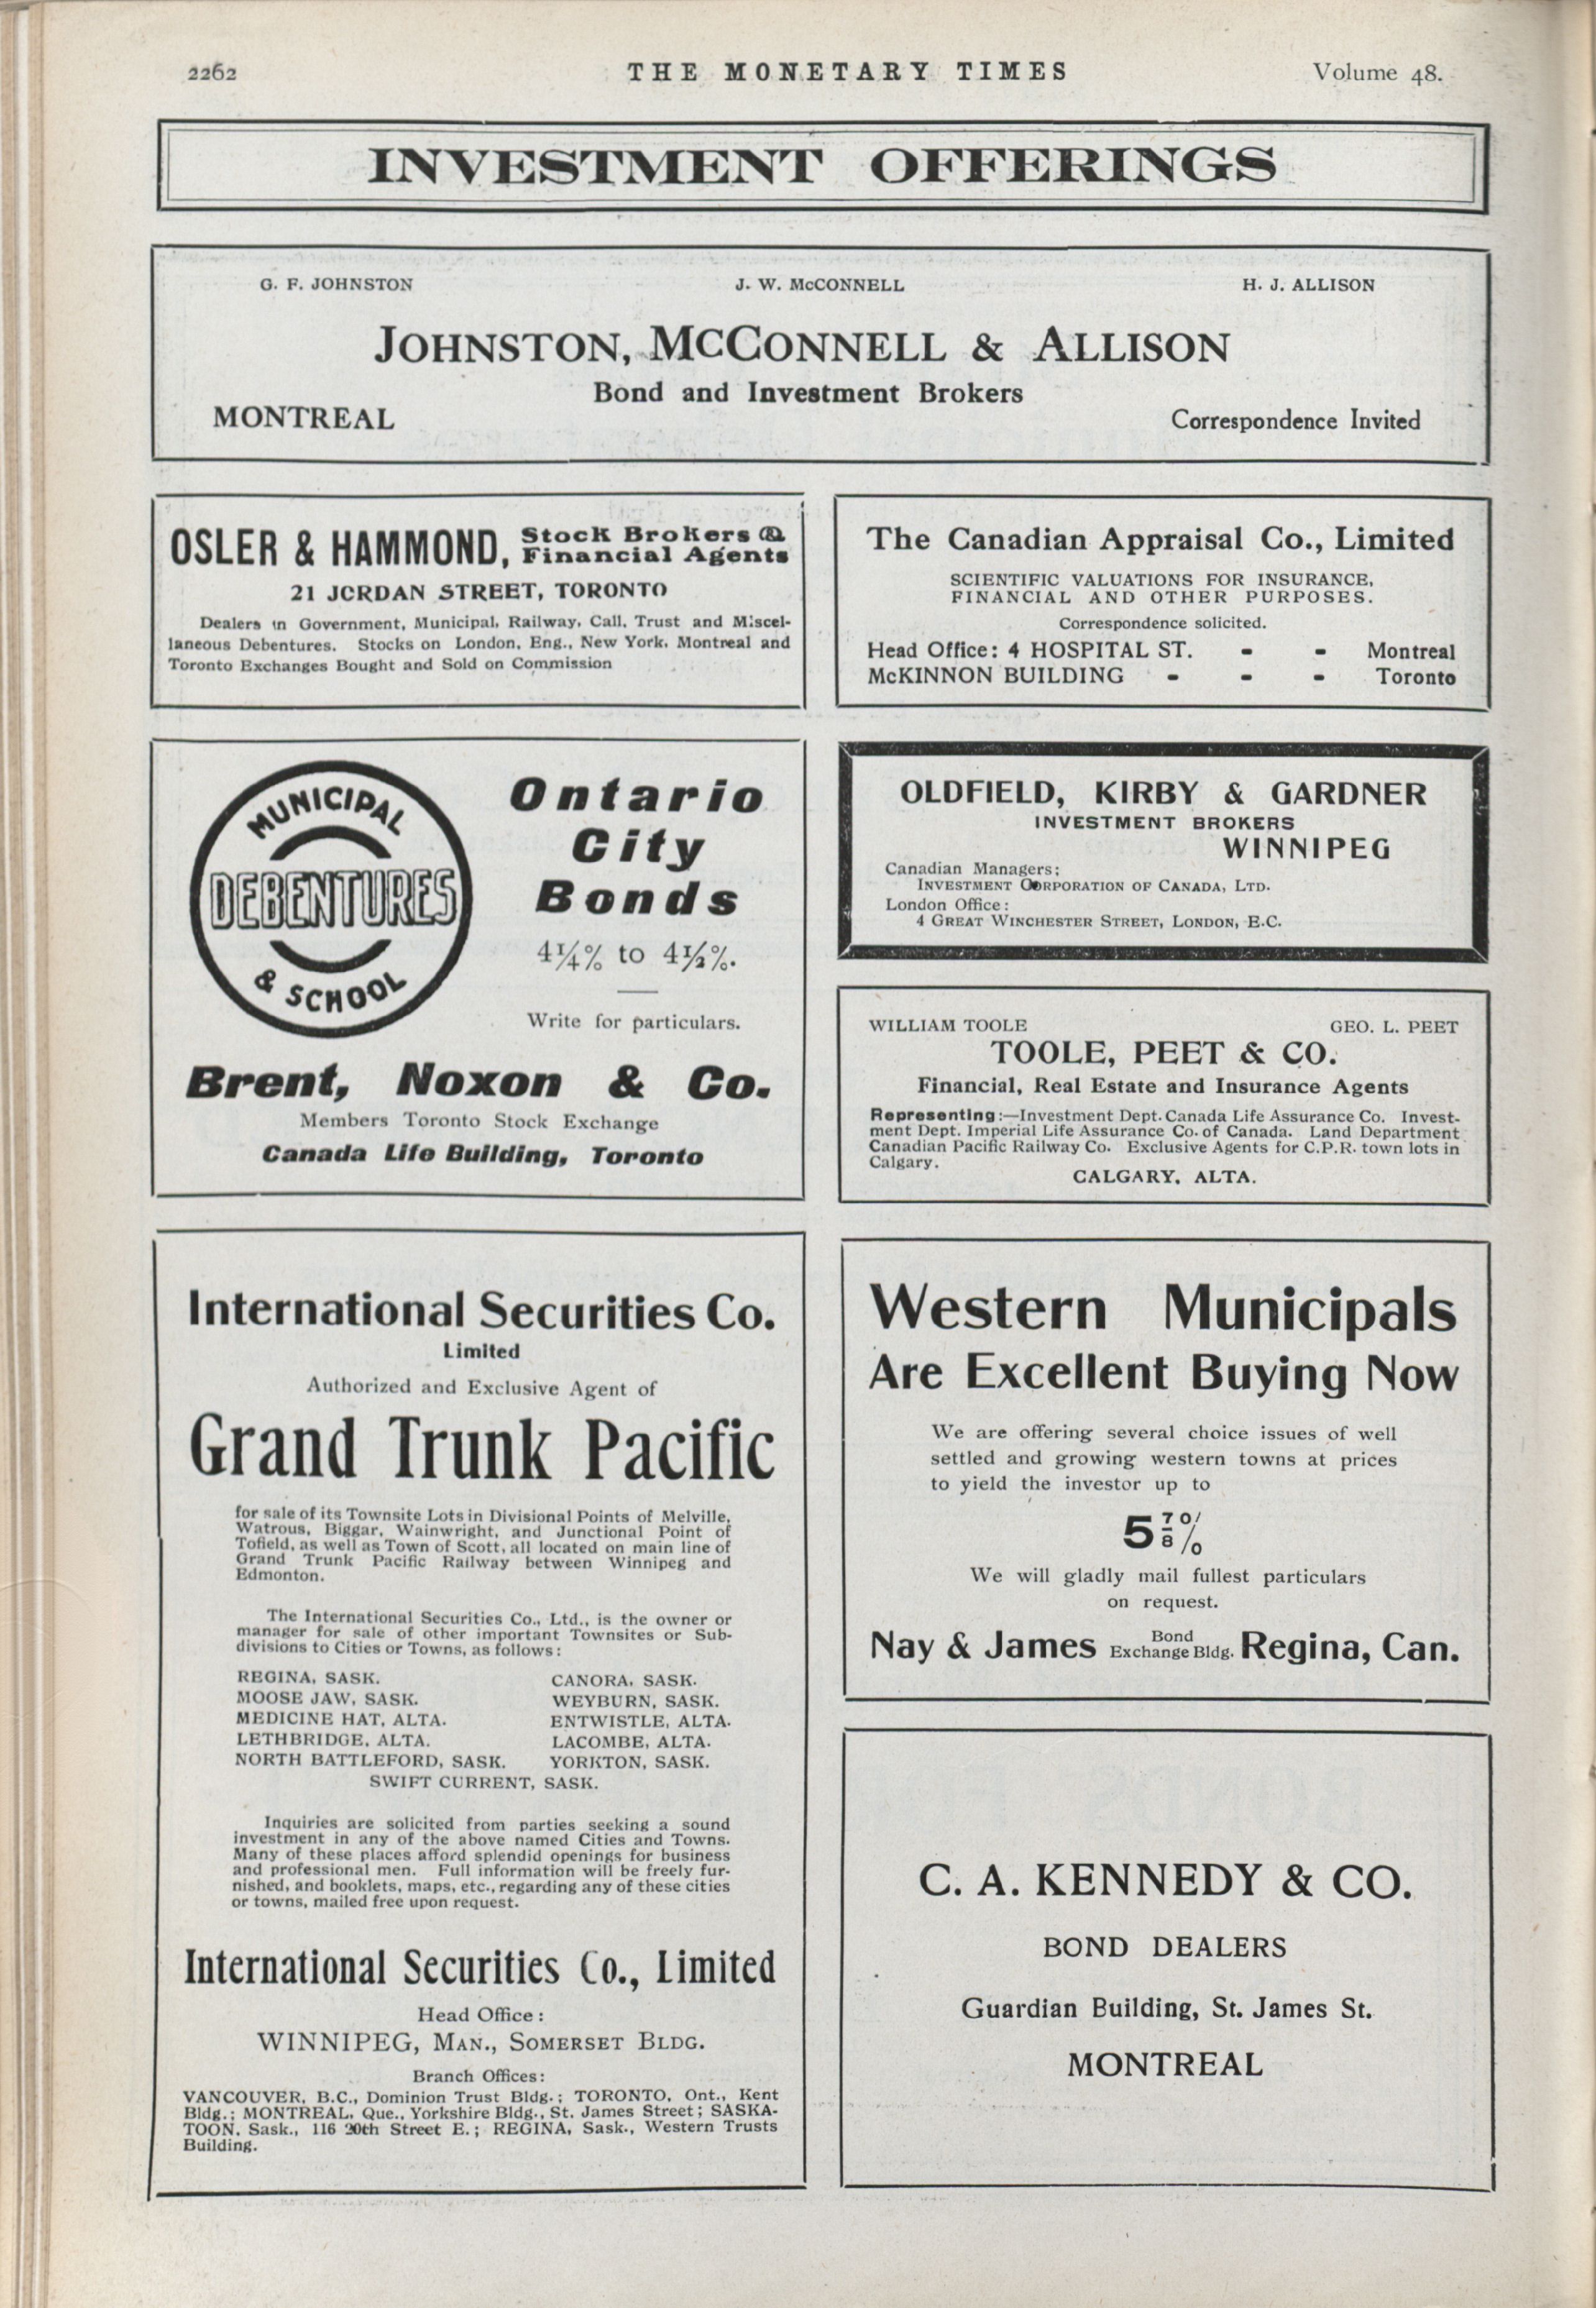 2262
THE MONETARY TIMES
Volume 48.
INVESTMENT OFFERINGS
G. F. JOHNSTON
J. W. McCONNELL
H. J. ALLISON
JOHNSTON, MCCONNELL & ALLISON
Bond and Investment Brokers
MONTREAL
Correspondence Invited
OSLER & HAMMOND, Stock Brokers &
Financial Agents
21 JORDAN STREET, TORONTO
Dealers in Government, Municipal, Railway, Call, Trust and Miscel-
laneous Debentures. Stocks on London, Eng., New York, Montreal and
Toronto Exchanges Bought and Sold on Commission
The Canadian Appraisal Co., Limited
SCIENTIFIC VALUATIONS FOR INSURANCE,
FINANCIAL AND OTHER PURPOSES.
Correspondence solicited.
Head Office: 4 HOSPITAL ST. - - Montreal
McKINNON BUILDING - - - Toronto
MUNICIPAL
DEBENTURES
& SCHOOL
Ontario
City
Bonds
4¼% to 4½%.
Write for particulars.
Brent, Noxon & Co.
Members Toronto Stock Exchange
Canada Life Building, Toronto
OLDFIELD, KIRBY & GARDNER
INVESTMENT BROKERS
WINNIPEG
Canadian Managers:
INVESTMENT CORPORATION OF CANADA, LTD.
London Office:
4 GREAT WINCHESTER STREET, LONDON, E.C.
WILLIAM TOOLE
GEO. L. PEET
TOOLE, PEET & CO.
Financial, Real Estate and Insurance Agents
Representing:—Investment Dept. Canada Life Assurance Co. Invest-
ment Dept. Imperial Life Assurance Co. of Canada. Land Department
Canadian Pacific Railway Co. Exclusive Agents for C.P.R. town lots in
Calgary.
CALGARY, ALTA.
International Securities Co.
Limited
Authorized and Exclusive Agent of
Grand Trunk Pacific
for sale of its Townsite Lots in Divisional Points of Melville,
Watrous, Biggar, Wainwright, and Junctional Point of
Tofield, as well as Town of Scott, all located on main line of
Grand Trunk Pacific Railway between Winnipeg and
Edmonton.
The International Securities Co., Ltd., is the owner or
manager for sale of other important Townsites or Sub-
divisions to Cities or Towns, as follows:
REGINA, SASK.
MOOSE JAW, SASK.
MEDICINE HAT, ALTA.
LETHBRIDGE, ALTA.
NORTH BATTLEFORD, SASK.
CANORA, SASK.
WEYBURN, SASK.
ENTWISTLE, ALTA.
LACOMBE, ALTA.
YORKTON, SASK.
SWIFT CURRENT, SASK.
Inquiries are solicited from parties seeking a sound
investment in any of the above named Cities and Towns.
Many of these places afford splendid openings for business
and professional men. Full information will be freely fur-
nished, and booklets, maps, etc., regarding any of these cities
or towns, mailed free upon request.
International Securities Co., Limited
Head Office:
WINNIPEG, MAN., SOMERSET BLDG.
Branch Offices:
VANCOUVER, B.C., Dominion Trust Bldg.; TORONTO, Ont., Kent
Bldg.; MONTREAL, Que., Yorkshire Bldg., St. James Street; SASKA-
TOON, Sask., 116 20th Street E.; REGINA, Sask., Western Trusts
Building.
Western Municipals
Are Excellent Buying Now
We are offering several choice issues of well
settled and growing western towns at prices
to yield the investor up to
5⅞%
We will gladly mail fullest particulars
on request.
Nay & James Bond Exchange Bldg. Regina, Can.
C. A. KENNEDY & CO.
BOND DEALERS
Guardian Building, St. James St.
MONTREAL